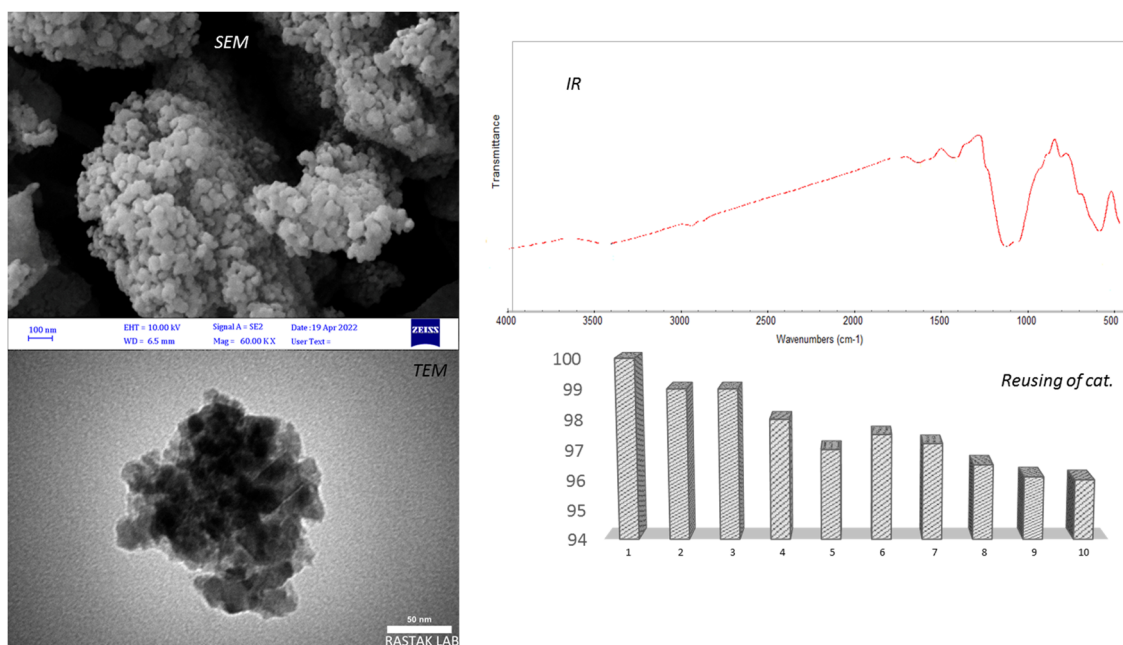 SEM
100 nm
EHT = 10.00 kV
Signal A = SE2
Date :19 Apr 2022
ZEISS
WD = 6.5 mm
Mag = 60.00 K X
User Text =
TEM
50 nm
RASTAK LAB
IR
Transmittance
4000 3500 3000 2500 2000 1500 1000 500
Wavenumbers (cm-1)
Reusing of cat.
100
99
98
97
96
95
94
1 2 3 4 5 6 7 8 9 10